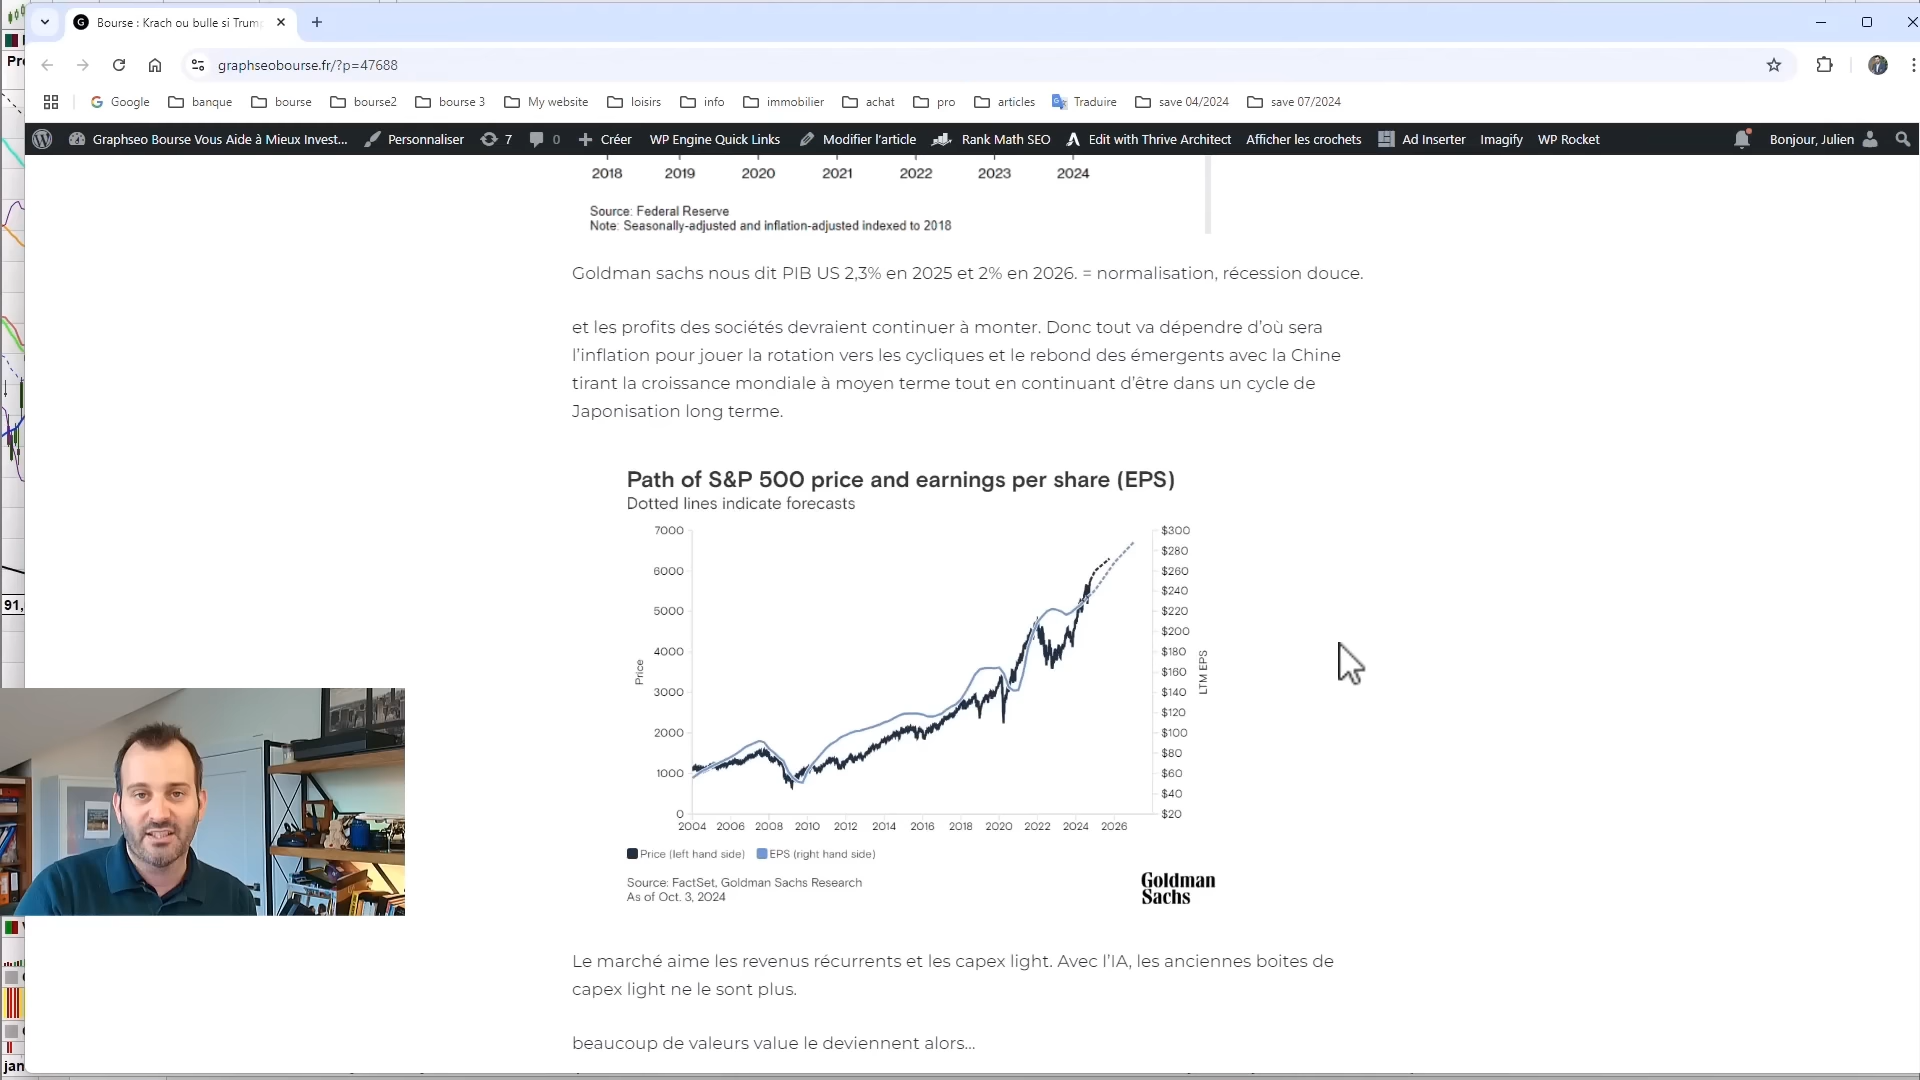 Bourse : Krach ou bulle si Trum
graphseobourse.fr/?p=47688
Google banque bourse bourse2 bourse 3 My website loisirs info immobilier achat pro articles Traduire save 04/2024 save 07/2024
Graphseo Bourse Vous Aide à Mieux Invest... Personnaliser 7 0 Créer WP Engine Quick Links Modifier l'article Rank Math SEO Edit with Thrive Architect Afficher les crochets Ad Inserter Imagify WP Rocket Bonjour, Julien
2018 2019 2020 2021 2022 2023 2024
Source: Federal Reserve
Note: Seasonally-adjusted and inflation-adjusted indexed to 2018
Goldman sachs nous dit PIB US 2,3% en 2025 et 2% en 2026. = normalisation, récession douce.
et les profits des sociétés devraient continuer à monter. Donc tout va dépendre d'où sera
l'inflation pour jouer la rotation vers les cycliques et le rebond des émergents avec la Chine
tirant la croissance mondiale à moyen terme tout en continuant d'être dans un cycle de
Japonisation long terme.
Path of S&P 500 price and earnings per share (EPS)
Dotted lines indicate forecasts
7000 $300
$280
6000 $260
$240
5000 $220
$200
4000 $180
$160
3000 $140
$120
2000 $100
$80
1000 $60
$40
0 $20
Price
LTM EPS
2004 2006 2008 2010 2012 2014 2016 2018 2020 2022 2024 2026
Price (left hand side) EPS (right hand side)
Source: FactSet, Goldman Sachs Research
As of Oct. 3, 2024
Goldman
Sachs
Le marché aime les revenus récurrents et les capex light. Avec l'IA, les anciennes boites de
capex light ne le sont plus.
beaucoup de valeurs value le deviennent alors...
Pr
91,
jan